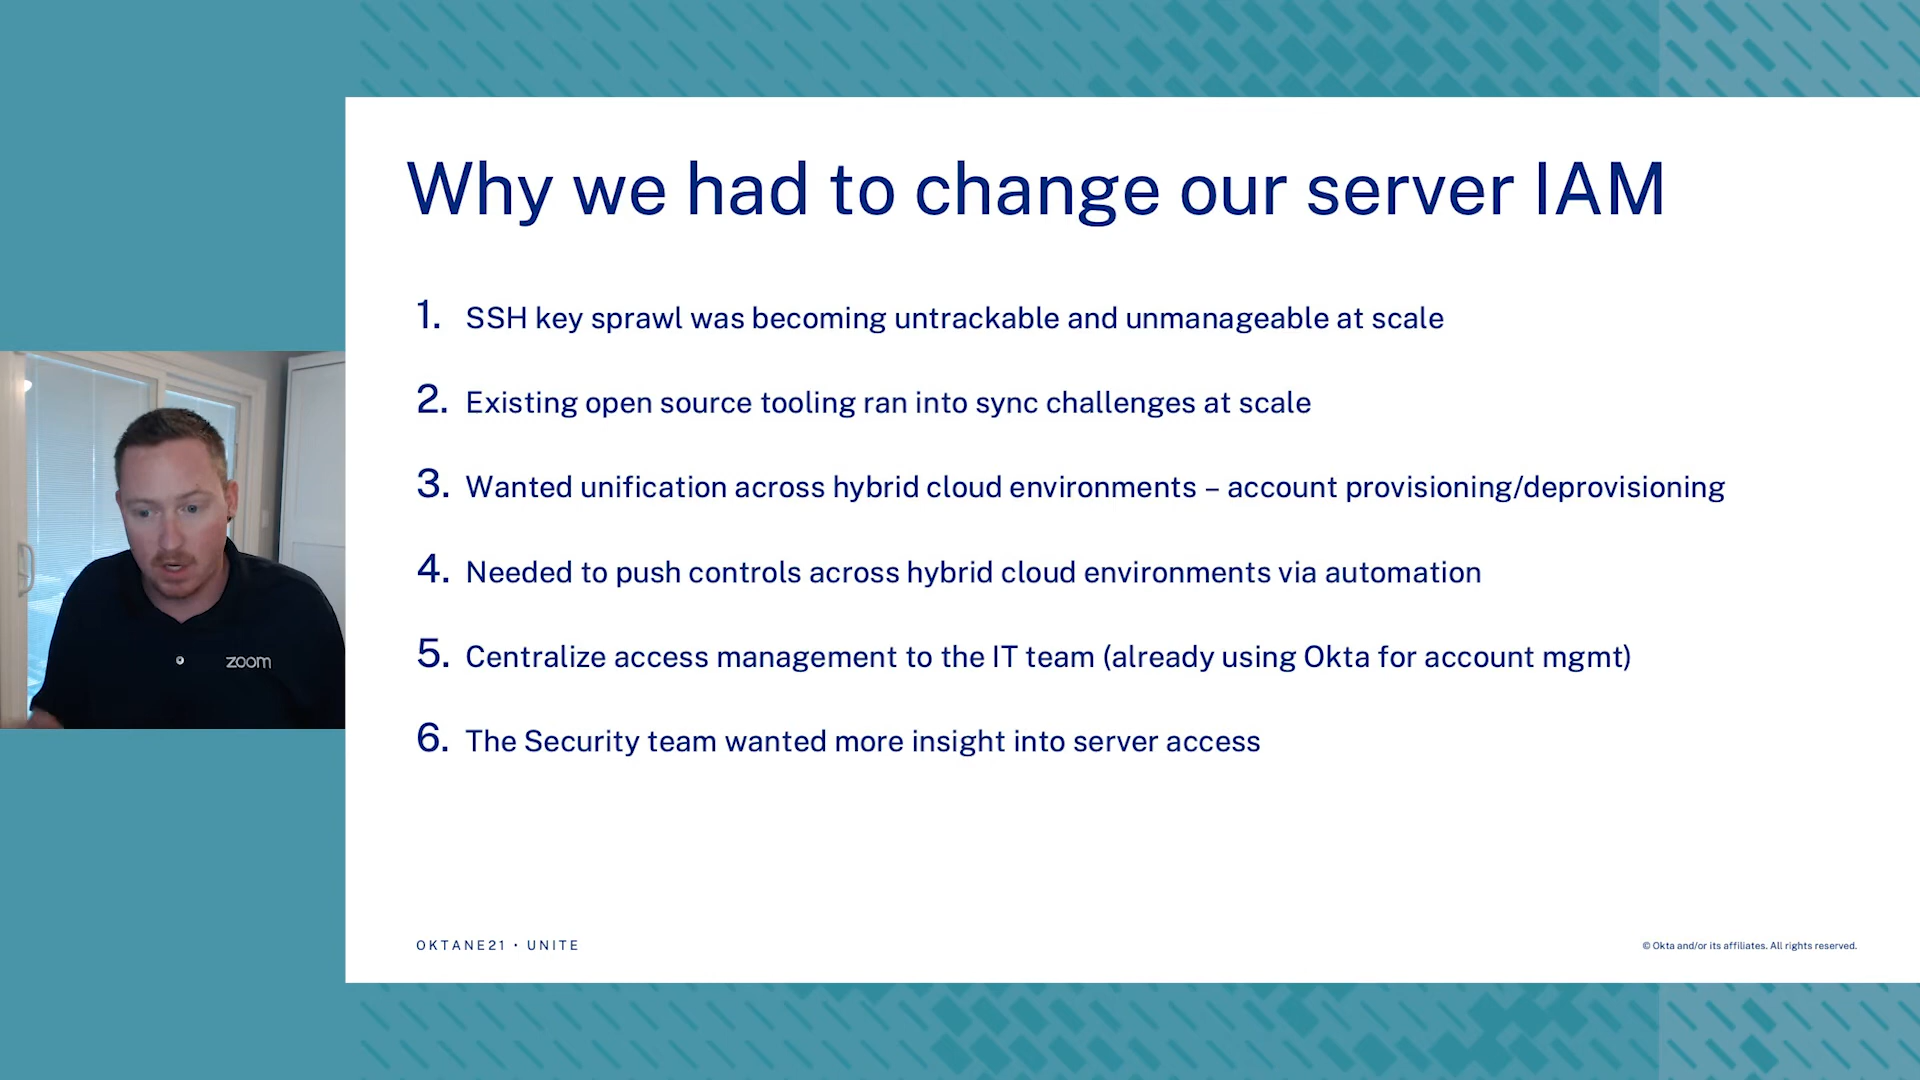 Why we had to change our server IAM
1. SSH key sprawl was becoming untrackable and unmanageable at scale
2. Existing open source tooling ran into sync challenges at scale
3. Wanted unification across hybrid cloud environments – account provisioning/deprovisioning
4. Needed to push controls across hybrid cloud environments via automation
5. Centralize access management to the IT team (already using Okta for account mgmt)
6. The Security team wanted more insight into server access
zoom
OKTANE21 • UNITE
© Okta and/or its affiliates. All rights reserved.